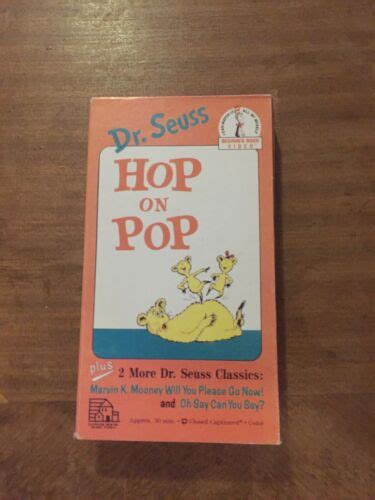 Dr. Seuss
BEGINNER BOOK
VIDEO
HOP
ON
POP
plus
2 More Dr. Seuss Classics:
Marvin K. Mooney Will You Please Go Now!
and Oh Say Can You Say?
Approx. 30 min. • Closed Captioned • Color